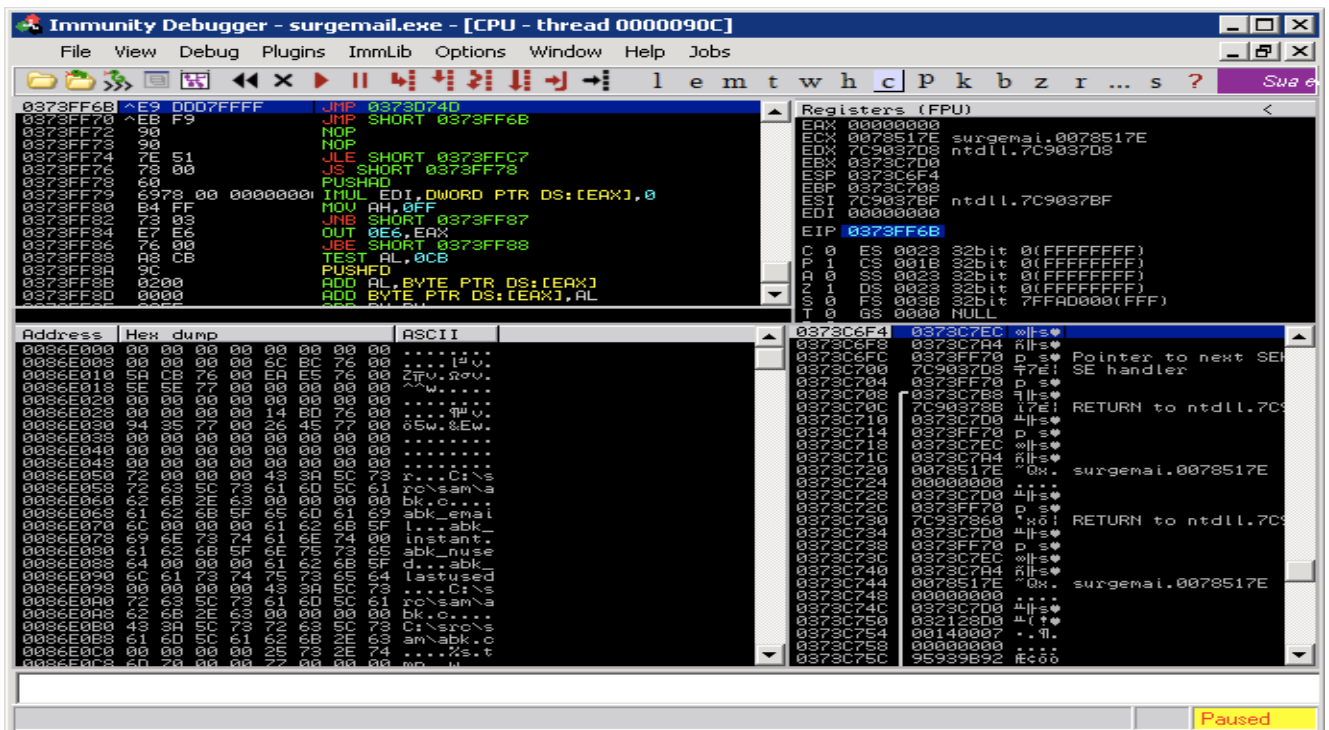 Immunity Debugger - surgemail.exe - [CPU - thread 0000090C]
File View Debug Plugins ImmLib Options Window Help Jobs
l e m t w h c P k b z r ... s ?
0373FF6B ^E9 DDD7FFFF JMP 0373D74D
0373FF70 ^EB F9 JMP SHORT 0373FF6B
0373FF72 90 NOP
0373FF73 90 NOP
0373FF74 7E 51 JLE SHORT 0373FFC7
0373FF76 78 00 JS SHORT 0373FF78
0373FF78 60 PUSHAD
0373FF79 6978 00 0000000 IMUL EDI,DWORD PTR DS:[EAX],0
0373FF80 B4 FF MOV AH,0FF
0373FF82 73 03 JNB SHORT 0373FF87
0373FF84 E7 E6 OUT 0E6,EAX
0373FF86 76 00 JBE SHORT 0373FF88
0373FF88 A8 CB TEST AL,0CB
0373FF8A 9C PUSHFD
0373FF8B 0200 ADD AL,BYTE PTR DS:[EAX]
0373FF8D 0000 ADD BYTE PTR DS:[EAX],AL
Registers (FPU) <
EAX 00000000
ECX 0078517E surgemai.0078517E
EDX 7C9037D8 ntdll.7C9037D8
EBX 0373C7D0
ESP 0373C6F4
EBP 0373C708
ESI 7C9037BF ntdll.7C9037BF
EDI 00000000
EIP 0373FF6B
C 0 ES 0023 32bit 0(FFFFFFFF)
P 1 CS 001B 32bit 0(FFFFFFFF)
A 0 SS 0023 32bit 0(FFFFFFFF)
Z 1 DS 0023 32bit 0(FFFFFFFF)
S 0 FS 003B 32bit 7FFAD000(FFF)
T 0 GS 0000 NULL
Address Hex dump ASCII
0086E000 00 00 00 00 00 00 00 00 ........
0086E008 00 00 00 00 6C BC 76 00
0086E010 5A CB 76 00 EA E5 76 00
0086E018 5E 5E 77 00 00 00 00 00 ^^w.....
0086E020 00 00 00 00 00 00 00 00 ........
0086E028 00 00 00 00 14 BD 76 00
0086E030 94 35 77 00 26 45 77 00 ö5w.&Ew.
0086E038 00 00 00 00 00 00 00 00 ........
0086E040 00 00 00 00 00 00 00 00 ........
0086E048 00 00 00 00 00 00 00 00 ........
0086E050 72 00 00 00 43 3A 5C 73 r...C:\s
0086E058 72 63 5C 73 61 6D 5C 61 rc\sam\a
0086E060 62 6B 2E 63 00 00 00 00 bk.c....
0086E068 61 62 6B 5F 65 6D 61 69 abk_emai
0086E070 6C 00 00 00 61 62 6B 5F l...abk_
0086E078 69 6E 73 74 61 6E 74 00 instant.
0086E080 61 62 6B 5F 6E 75 73 65 abk_nuse
0086E088 64 00 00 00 61 62 6B 5F d...abk_
0086E090 6C 61 73 74 75 73 65 64 lastused
0086E098 00 00 00 00 43 3A 5C 73 ....C:\s
0086E0A0 72 63 5C 73 61 6D 5C 61 rc\sam\a
0086E0A8 62 6B 2E 63 00 00 00 00 bk.c....
0086E0B0 43 3A 5C 73 72 63 5C 73 C:\src\s
0086E0B8 61 6D 5C 61 62 6B 2E 63 am\abk.c
0086E0C0 00 00 00 00 25 73 2E 74 ....%s.t
0373C6F4 0373C7EC
0373C6F8 0373C7A4
0373C6FC 0373FF70 Pointer to next SEH
0373C700 7C9037D8 SE handler
0373C704 0373FF70
0373C708 0373C7B8
0373C70C 7C90378B RETURN to ntdll.7C9
0373C710 0373C7D0
0373C714 0373FF70
0373C718 0373C7EC
0373C71C 0373C7A4
0373C720 0078517E surgemai.0078517E
0373C724 00000000 ....
0373C728 0373C7D0
0373C72C 0373FF70
0373C730 7C937860 RETURN to ntdll.7C9
0373C734 0373C7D0
0373C738 0373FF70
0373C73C 0373C7EC
0373C740 0373C7A4
0373C744 0078517E surgemai.0078517E
0373C748 00000000 ....
0373C74C 0373C7D0
0373C750 032128D0
0373C754 00140007
0373C758 00000000 ....
0373C75C 95939B92
Paused